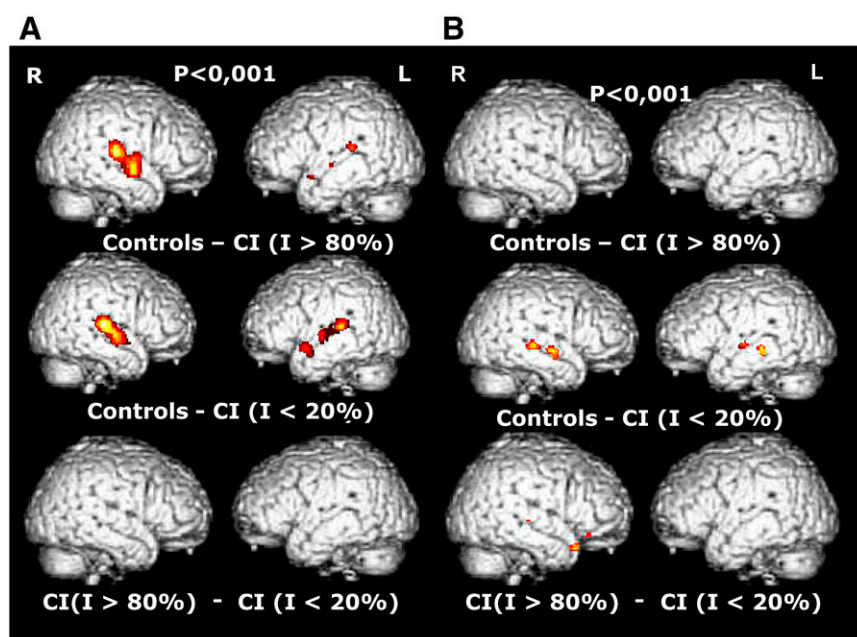 A
R P<0,001 L
Controls – CI (I > 80%)
Controls - CI (I < 20%)
CI(I > 80%) - CI (I < 20%)
B
R L
P<0,001
Controls – CI (I > 80%)
Controls - CI (I < 20%)
CI(I > 80%) - CI (I < 20%)